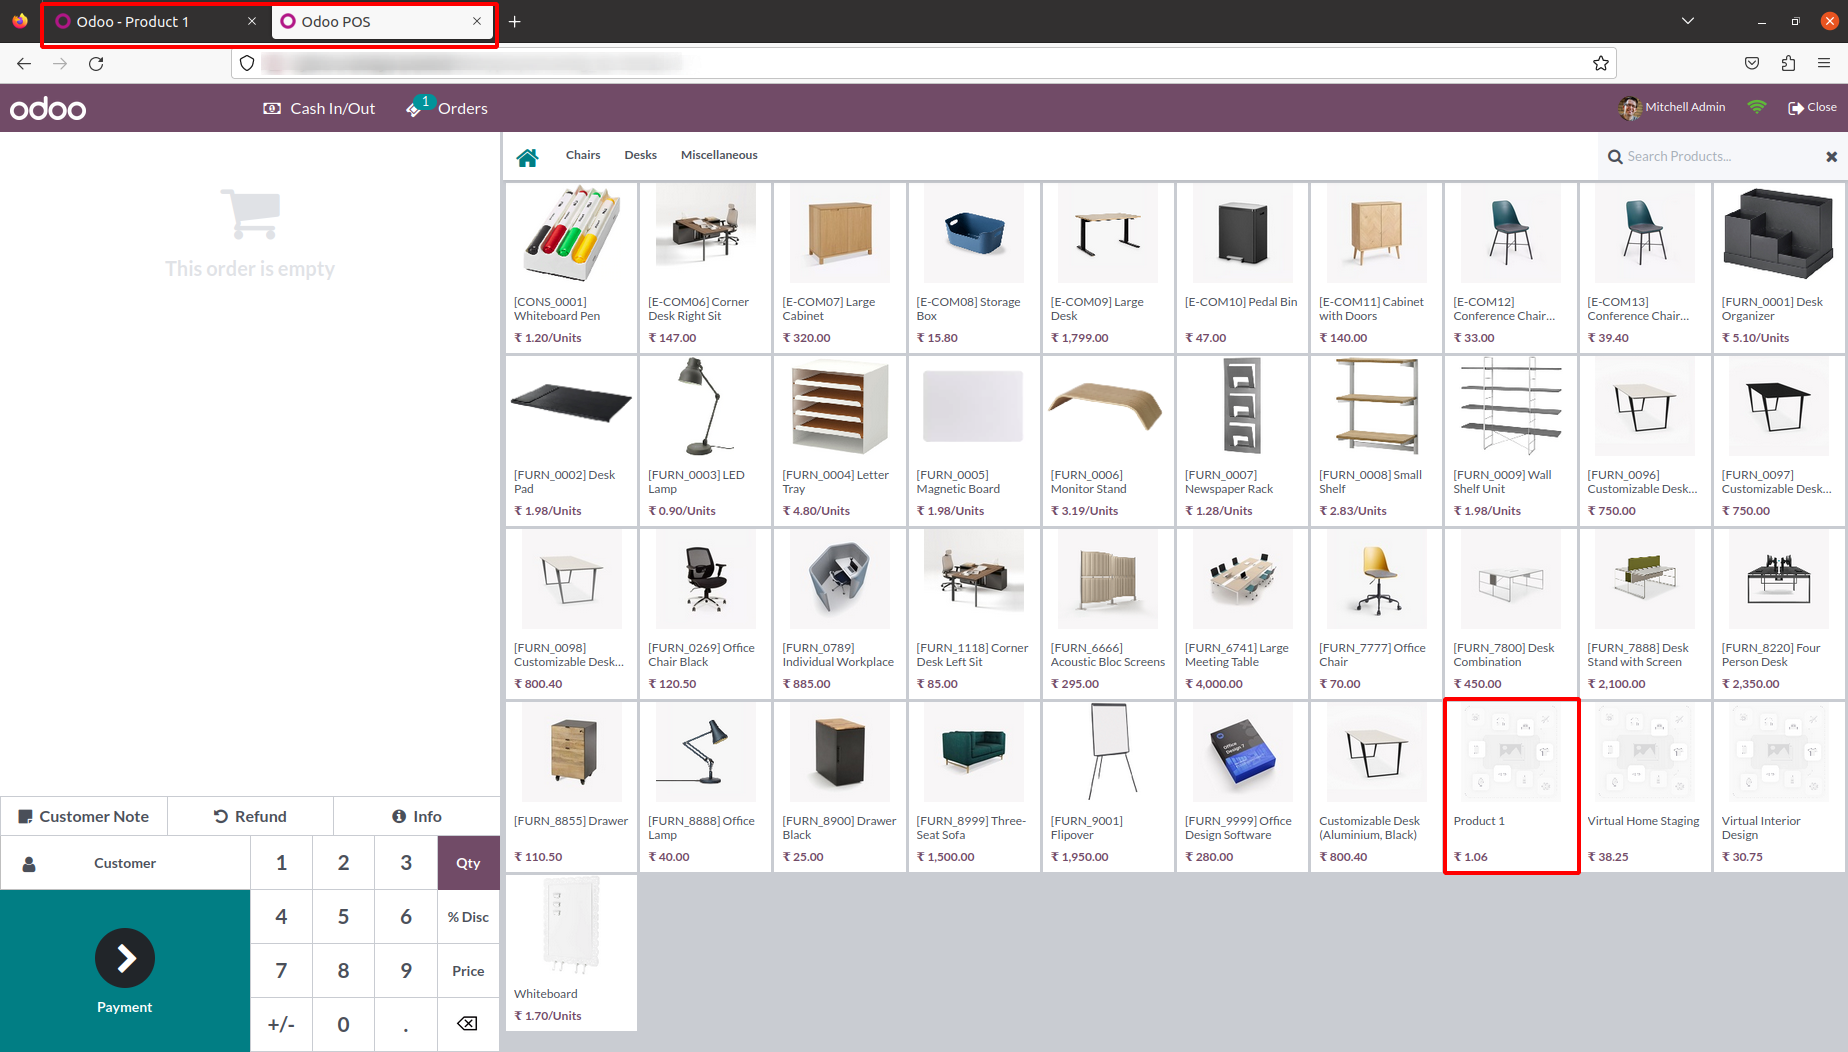 Odoo - Product 1
Odoo POS
odoo
Cash In/Out
1
Orders
Mitchell Admin
Close
Chairs
Desks
Miscellaneous
Search Products...
This order is empty
[CONS_0001]
Whiteboard Pen
₹ 1.20/Units
[E-COM06] Corner
Desk Right Sit
₹ 147.00
[E-COM07] Large
Cabinet
₹ 320.00
[E-COM08] Storage
Box
₹ 15.80
[E-COM09] Large
Desk
₹ 1,799.00
[E-COM10] Pedal Bin
₹ 47.00
[E-COM11] Cabinet
with Doors
₹ 140.00
[E-COM12]
Conference Chair...
₹ 33.00
[E-COM13]
Conference Chair...
₹ 39.40
[FURN_0001] Desk
Organizer
₹ 5.10/Units
[FURN_0002] Desk
Pad
₹ 1.98/Units
[FURN_0003] LED
Lamp
₹ 0.90/Units
[FURN_0004] Letter
Tray
₹ 4.80/Units
[FURN_0005]
Magnetic Board
₹ 1.98/Units
[FURN_0006]
Monitor Stand
₹ 3.19/Units
[FURN_0007]
Newspaper Rack
₹ 1.28/Units
[FURN_0008] Small
Shelf
₹ 2.83/Units
[FURN_0009] Wall
Shelf Unit
₹ 1.98/Units
[FURN_0096]
Customizable Desk...
₹ 750.00
[FURN_0097]
Customizable Desk...
₹ 750.00
[FURN_0098]
Customizable Desk...
₹ 800.40
[FURN_0269] Office
Chair Black
₹ 120.50
[FURN_0789]
Individual Workplace
₹ 885.00
[FURN_1118] Corner
Desk Left Sit
₹ 85.00
[FURN_6666]
Acoustic Bloc Screens
₹ 295.00
[FURN_6741] Large
Meeting Table
₹ 4,000.00
[FURN_7777] Office
Chair
₹ 70.00
[FURN_7800] Desk
Combination
₹ 450.00
[FURN_7888] Desk
Stand with Screen
₹ 2,100.00
[FURN_8220] Four
Person Desk
₹ 2,350.00
[FURN_8855] Drawer
₹ 110.50
[FURN_8888] Office
Lamp
₹ 40.00
[FURN_8900] Drawer
Black
₹ 25.00
[FURN_8999] Three-
Seat Sofa
₹ 1,500.00
[FURN_9001]
Flipover
₹ 1,950.00
Office
Design 7
[FURN_9999] Office
Design Software
₹ 280.00
Customizable Desk
(Aluminium, Black)
₹ 800.40
Product 1
₹ 1.06
Virtual Home Staging
₹ 38.25
Virtual Interior
Design
₹ 30.75
Whiteboard
₹ 1.70/Units
Customer Note
Refund
Info
Customer
1
2
3
Qty
4
5
6
% Disc
7
8
9
Price
+/-
0
.
Payment